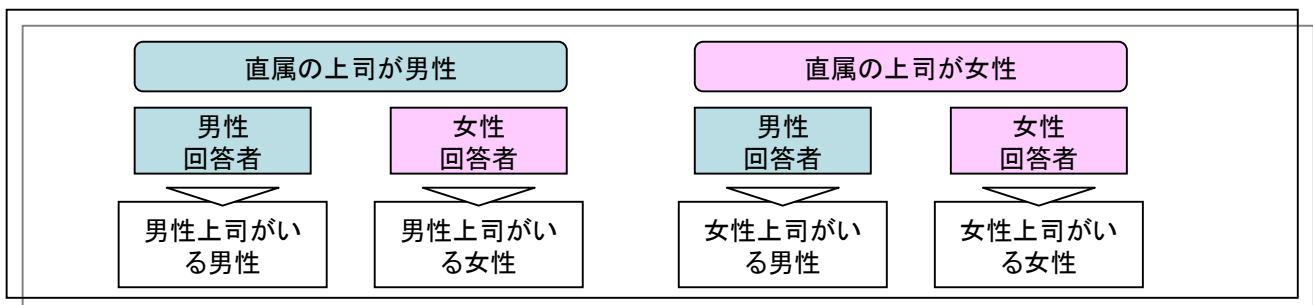 直属の上司が男性
直属の上司が女性
男性
回答者
女性
回答者
男性
回答者
女性
回答者
男性上司がい
る男性
男性上司がい
る女性
女性上司がい
る男性
女性上司がい
る女性